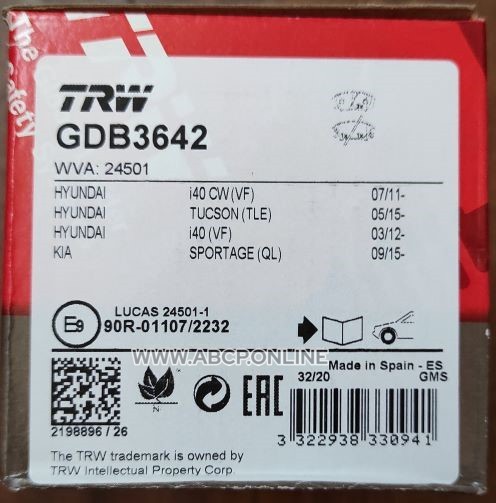 The
Safety
TRW
GDB3642
WVA: 24501
HYUNDAI i40 CW (VF) 07/11-
HYUNDAI TUCSON (TLE) 05/15-
HYUNDAI i40 (VF) 03/12-
KIA SPORTAGE (QL) 09/15-
LUCAS 24501-1
E9 90R-01107/2232
WWW.ABCP.ONLINE
Made in Spain - ES
32/20 GMS
N
EAC
2198896 / 26
3 322938 330941
The TRW trademark is owned by
TRW Intellectual Property Corp.